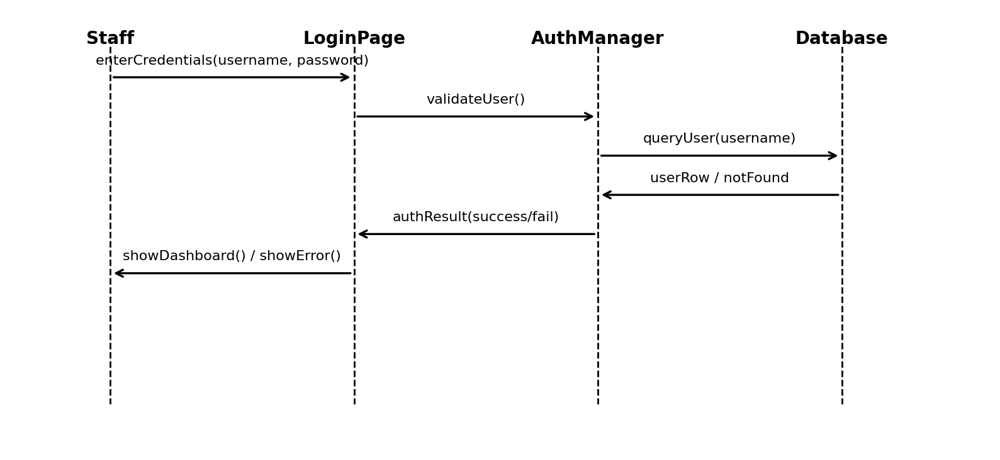 Staff LoginPage AuthManager Database
enterCredentials(username, password)
validateUser()
queryUser(username)
userRow / notFound
authResult(success/fail)
showDashboard() / showError()